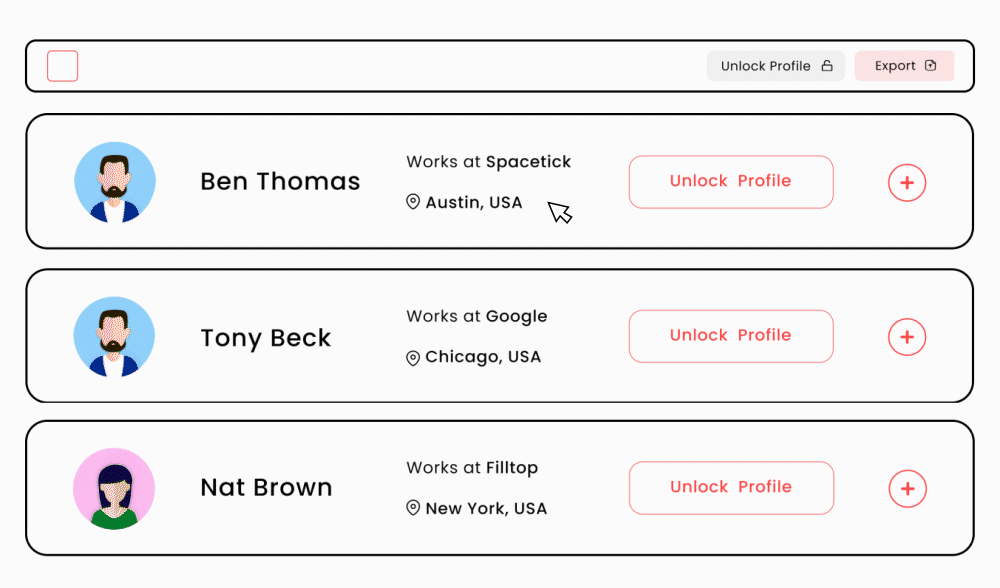 Unlock Profile
Export
Ben Thomas
Works at Spacetick
Austin, USA
Unlock Profile
Tony Beck
Works at Google
Chicago, USA
Unlock Profile
Nat Brown
Works at Filltop
New York, USA
Unlock Profile